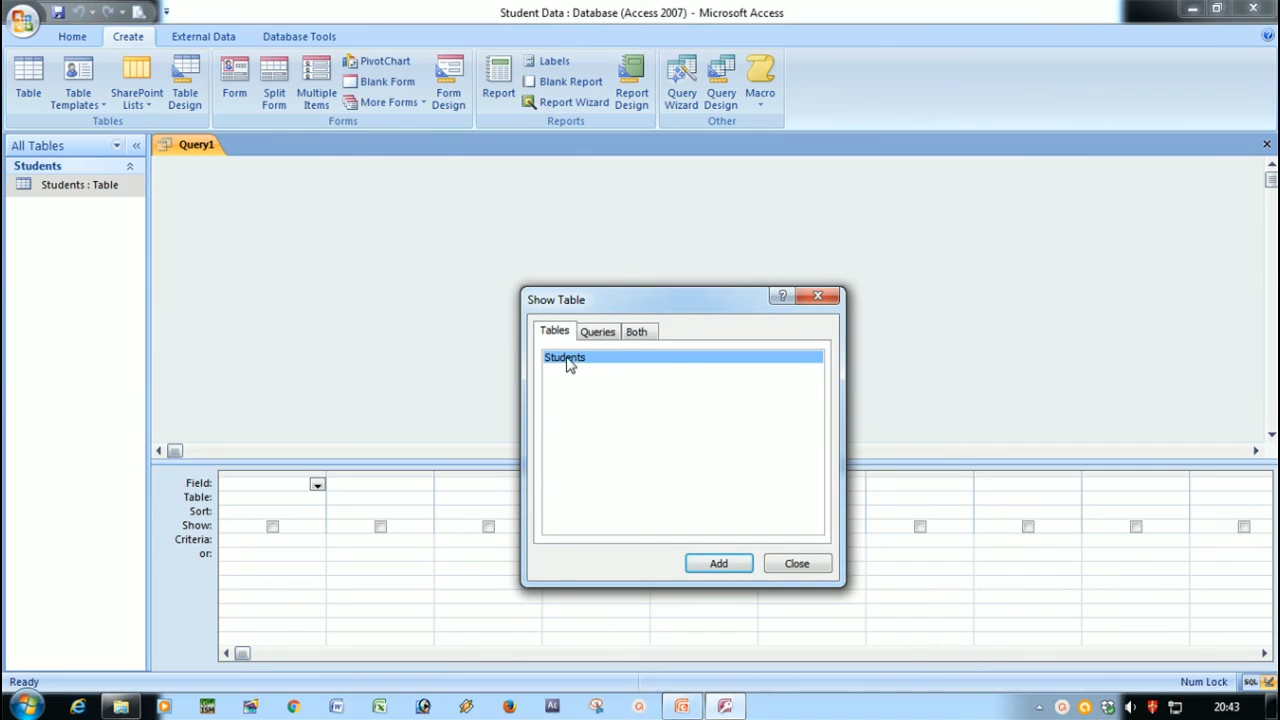 Student Data : Database (Access 2007) - Microsoft Access
Home Create External Data Database Tools
Table
Table Templates
SharePoint Lists
Table Design
Tables
Form
Split Form
Multiple Items
PivotChart
Blank Form
More Forms
Form Design
Forms
Report
Labels
Blank Report
Report Wizard
Report Design
Reports
Query Wizard
Query Design
Macro
Other
All Tables
Students
Students : Table
Query1
Show Table
Tables Queries Both
Students
Add Close
Field:
Table:
Sort:
Show:
Criteria:
or:
Ready
Num Lock
SQL
20:43